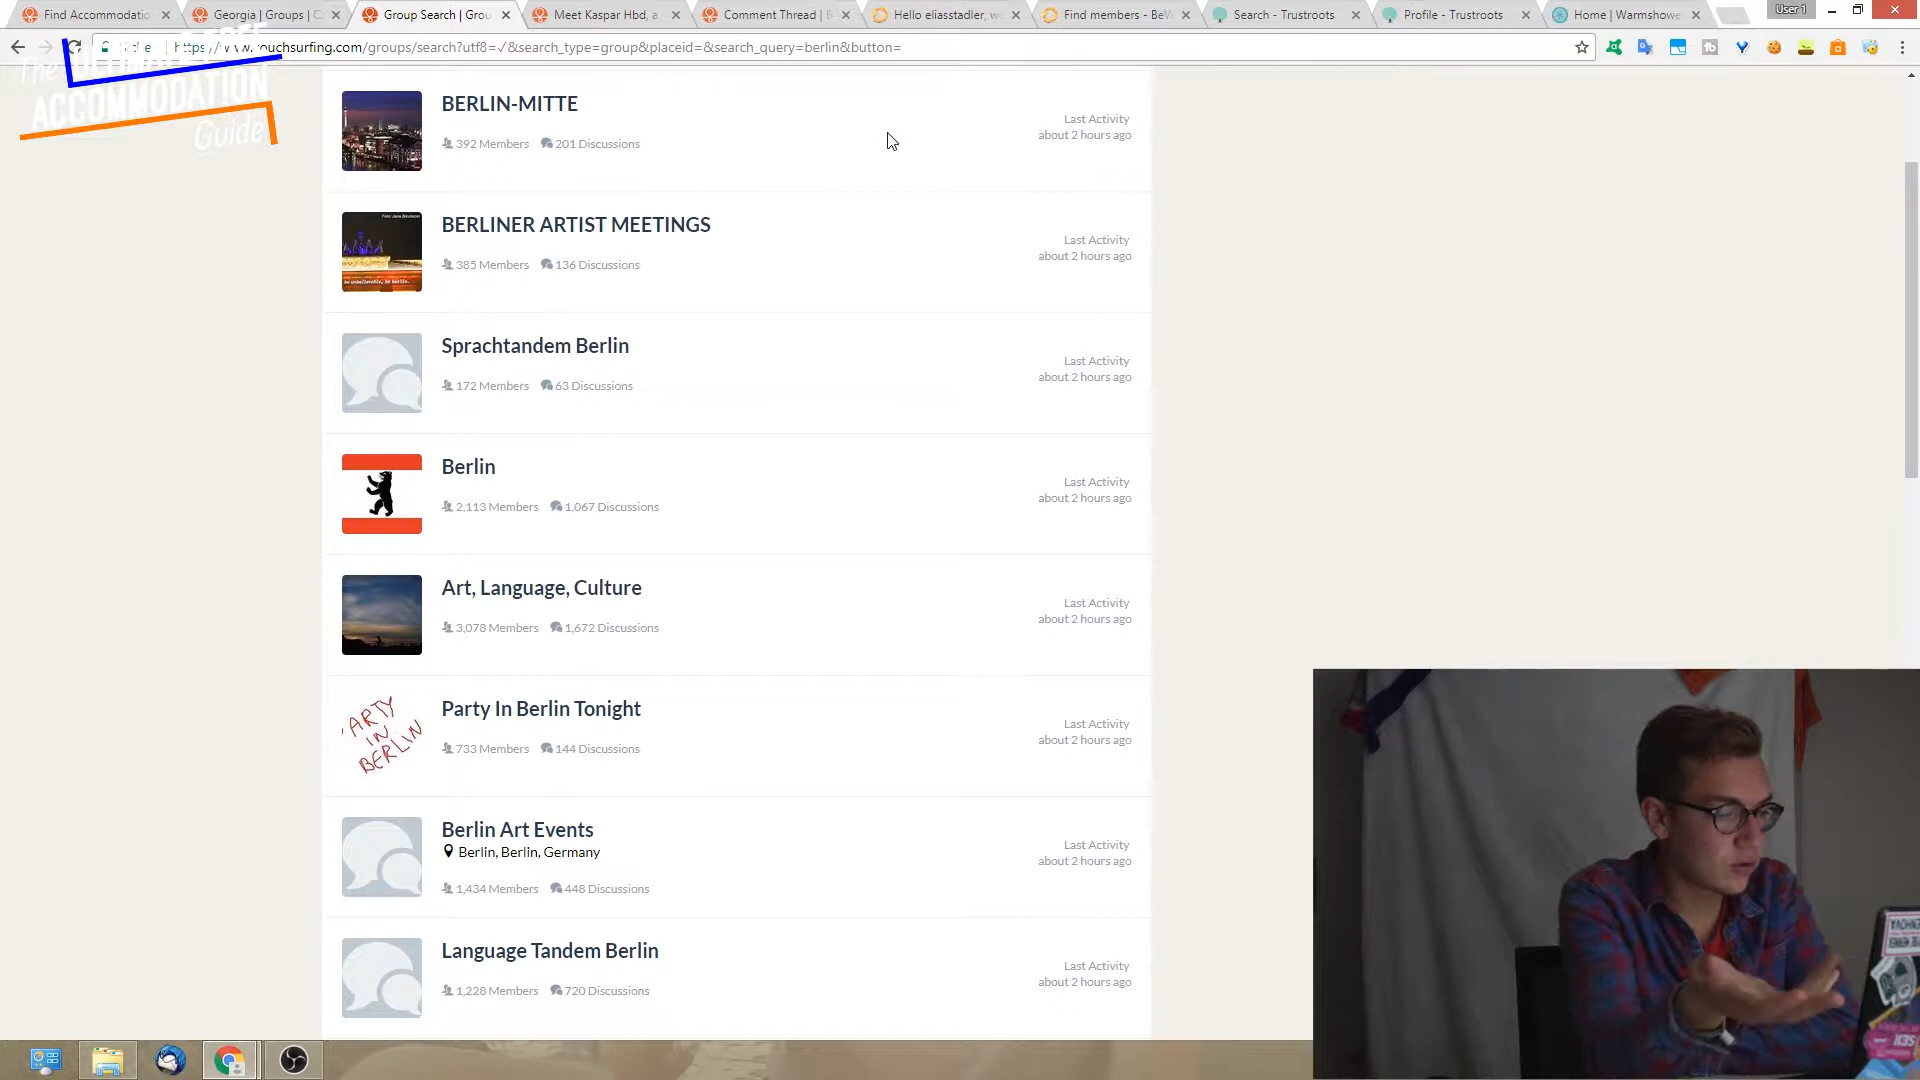 Find Accommodatio
Georgia | Groups | C
Group Search | Grou
Meet Kaspar Hbd, a
Comment Thread | B
Hello eliasstadler, we
Find members - BeW
Search - Trustroots
Profile - Trustroots
Home | Warmshowe
User 1
https://www.couchsurfing.com/groups/search?utf8=✓&search_type=group&placeid=&search_query=berlin&button=
The ULTIMATE FREE
ACCOMMODATION
Guide
BERLIN-MITTE
392 Members 201 Discussions
Last Activity
about 2 hours ago
BERLINER ARTIST MEETINGS
385 Members 136 Discussions
Last Activity
about 2 hours ago
Sprachtandem Berlin
172 Members 63 Discussions
Last Activity
about 2 hours ago
Berlin
2,113 Members 1,067 Discussions
Last Activity
about 2 hours ago
Art, Language, Culture
3,078 Members 1,672 Discussions
Last Activity
about 2 hours ago
ARTY
IN
BERLIN
Party In Berlin Tonight
733 Members 144 Discussions
Last Activity
about 2 hours ago
Berlin Art Events
Berlin, Berlin, Germany
1,434 Members 448 Discussions
Last Activity
about 2 hours ago
Language Tandem Berlin
1,228 Members 720 Discussions
Last Activity
about 2 hours ago